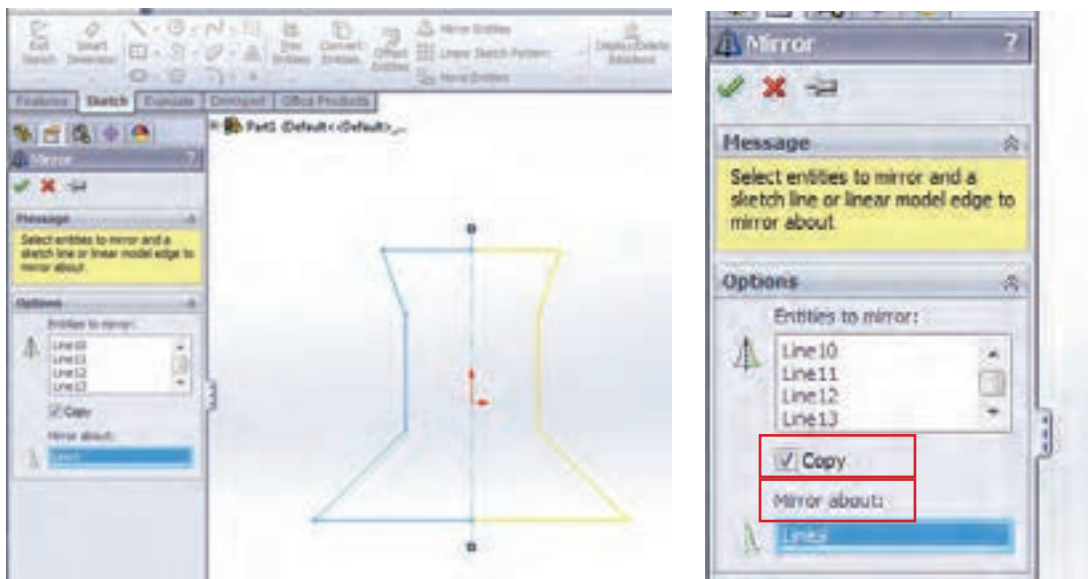 Exit
Sketch
Smart
Dimension
Trim
Entities
Convert
Entities
Offset
Entities
Mirror Entities
Linear Sketch Pattern
Move Entities
Display/Delete
Relations
Features
Sketch
Evaluate
DimXpert
Office Products
Part1 (Default<<Default>_...
Mirror
?
Message
Select entities to mirror and a
sketch line or linear model edge to
mirror about.
Options
Entities to mirror:
Line10
Line11
Line12
Line13
Copy
Mirror about:
Mirror
?
Message
Select entities to mirror and a
sketch line or linear model edge to
mirror about
Options
Entities to mirror:
Line10
Line11
Line12
Line13
Copy
Mirror about: